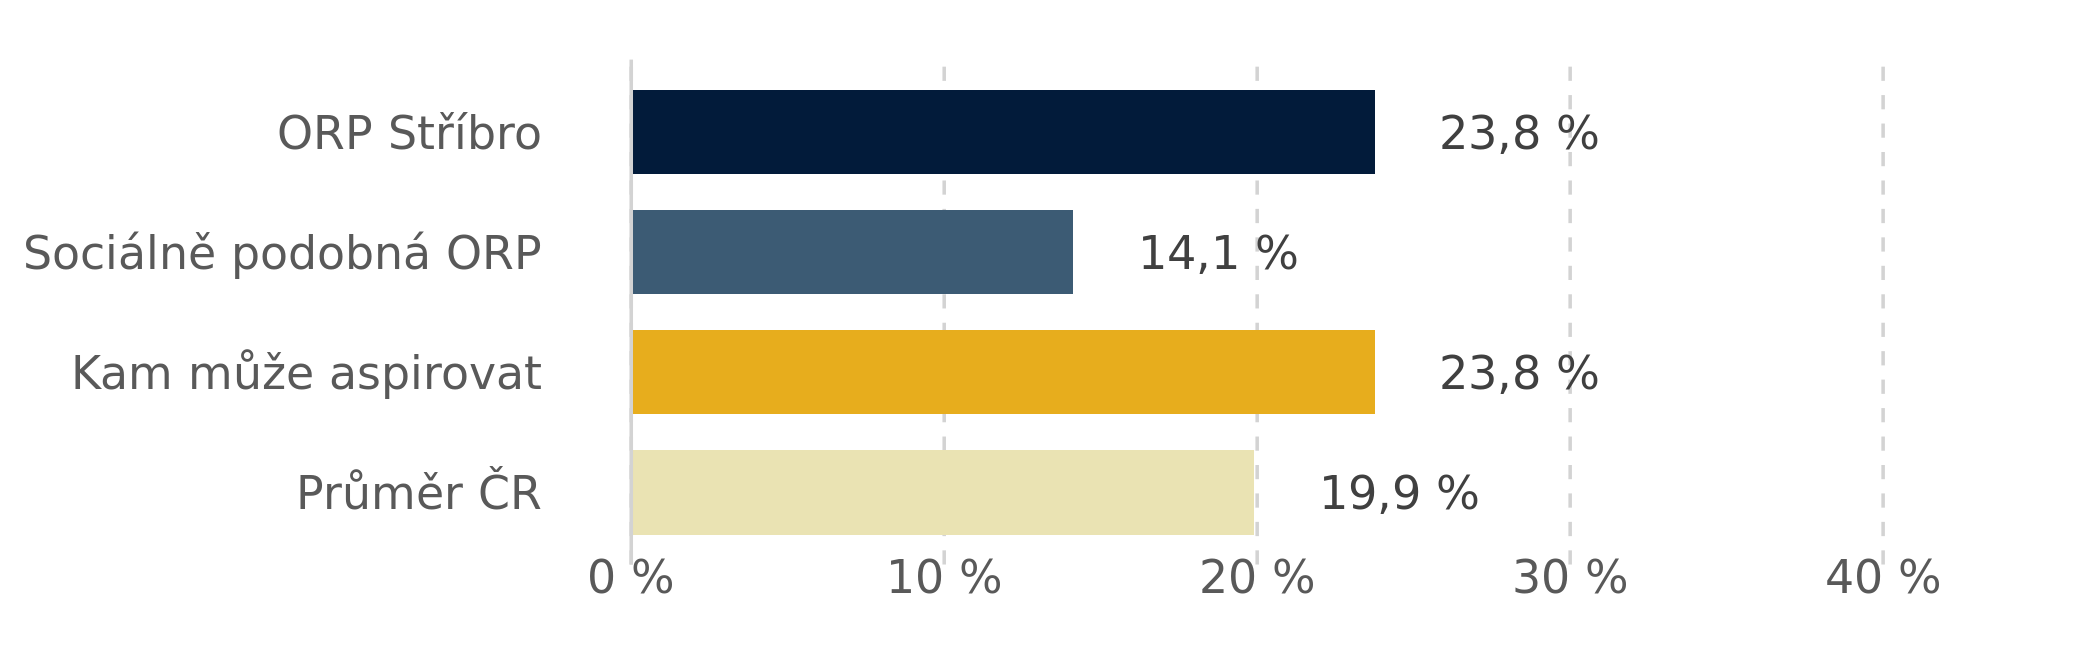 ORP Stříbro 23,8 %
Sociálně podobná ORP 14,1 %
Kam může aspirovat 23,8 %
Průměr ČR 19,9 %
0 % 10 % 20 % 30 % 40 %